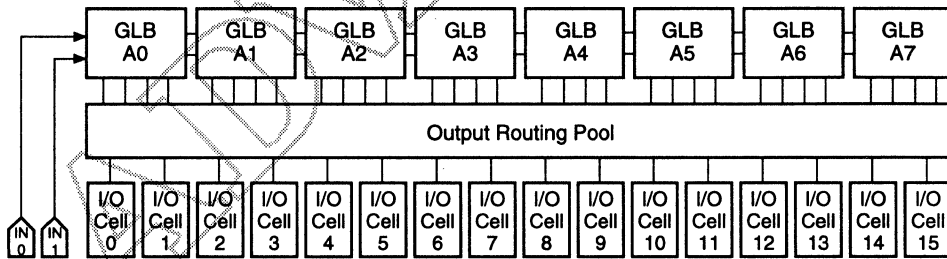 GLB A0
GLB A1
GLB A2
GLB A3
GLB A4
GLB A5
GLB A6
GLB A7
Output Routing Pool
IN 0
IN 1
I/O Cell 0
I/O Cell 1
I/O Cell 2
I/O Cell 3
I/O Cell 4
I/O Cell 5
I/O Cell 6
I/O Cell 7
I/O Cell 8
I/O Cell 9
I/O Cell 10
I/O Cell 11
I/O Cell 12
I/O Cell 13
I/O Cell 14
I/O Cell 15